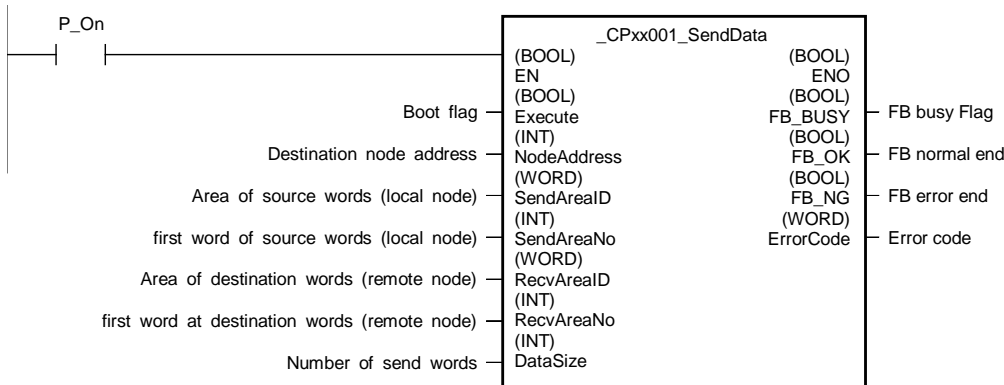 P_On
_CPxx001_SendData
(BOOL) (BOOL)
EN ENO
(BOOL) (BOOL)
Boot flag Execute FB_BUSY FB busy Flag
(INT) (BOOL)
Destination node address NodeAddress FB_OK FB normal end
(WORD) (BOOL)
Area of source words (local node) SendAreaID FB_NG FB error end
(INT) (WORD)
first word of source words (local node) SendAreaNo ErrorCode Error code
(WORD)
Area of destination words (remote node) RecvAreaID
(INT)
first word at destination words (remote node) RecvAreaNo
(INT)
Number of send words DataSize